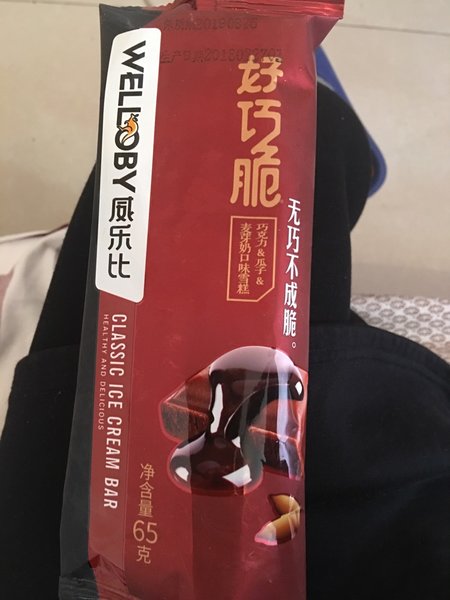 WELLOBY 威乐比
好巧脆
无巧不成脆。
巧克力&瓜子&
麦芽奶口味雪糕
CLASSIC ICE CREAM BAR
HEALTHY AND DELICIOUS
净含量
65克